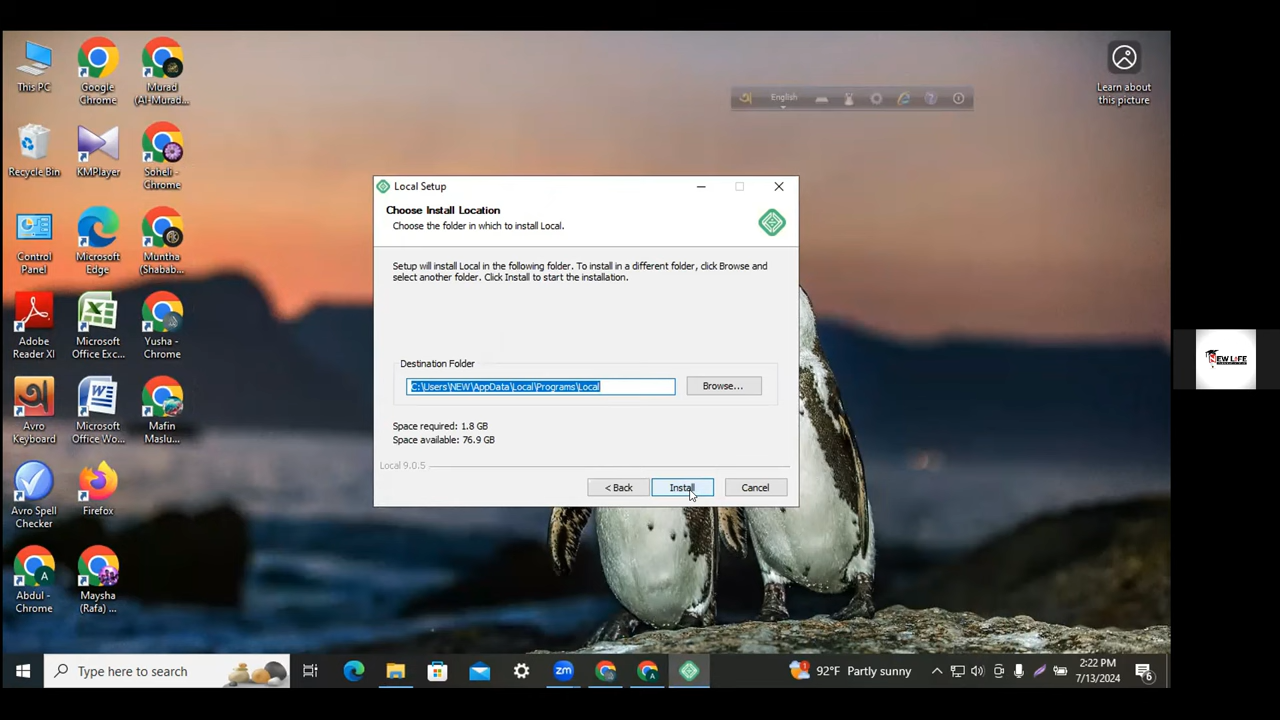 This PC
Google
Chrome
Murad
(Al-Murad...
Recycle Bin
KMPlayer
Soheli -
Chrome
Control
Panel
Microsoft
Edge
Muntha
(Shabab...
Adobe
Reader XI
Microsoft
Office Exc...
Yusha -
Chrome
Avro
Keyboard
Microsoft
Office Wo...
Mafin
Maslu...
Avro Spell
Checker
Firefox
Abdul -
Chrome
Maysha
(Rafa) ...
English
Learn about
this picture
Local Setup
Choose Install Location
Choose the folder in which to install Local.
Setup will install Local in the following folder. To install in a different folder, click Browse and
select another folder. Click Install to start the installation.
Destination Folder
C:\Users\NEW\AppData\Local\Programs\Local
Browse...
Space required: 1.8 GB
Space available: 76.9 GB
Local 9.0.5
< Back
Install
Cancel
NEW LIFE
Type here to search
zm
A
92°F Partly sunny
2:22 PM
7/13/2024
6